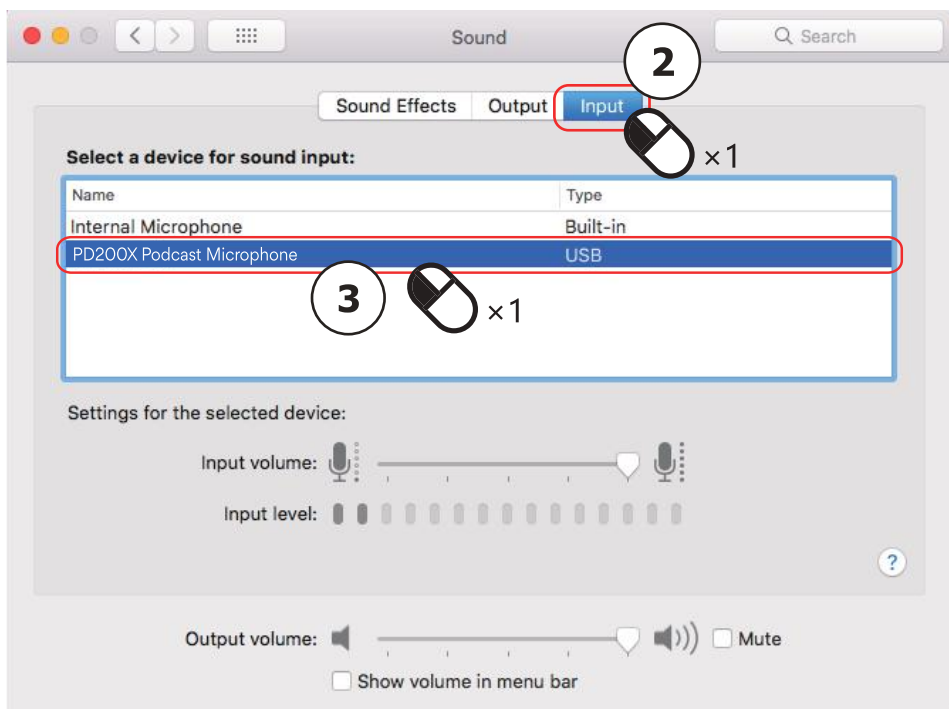 Sound
Search
2
Sound Effects Output Input
×1
Select a device for sound input:
Name Type
Internal Microphone Built-in
PD200X Podcast Microphone USB
3
×1
Settings for the selected device:
Input volume:
Input level:
?
Output volume: Mute
Show volume in menu bar